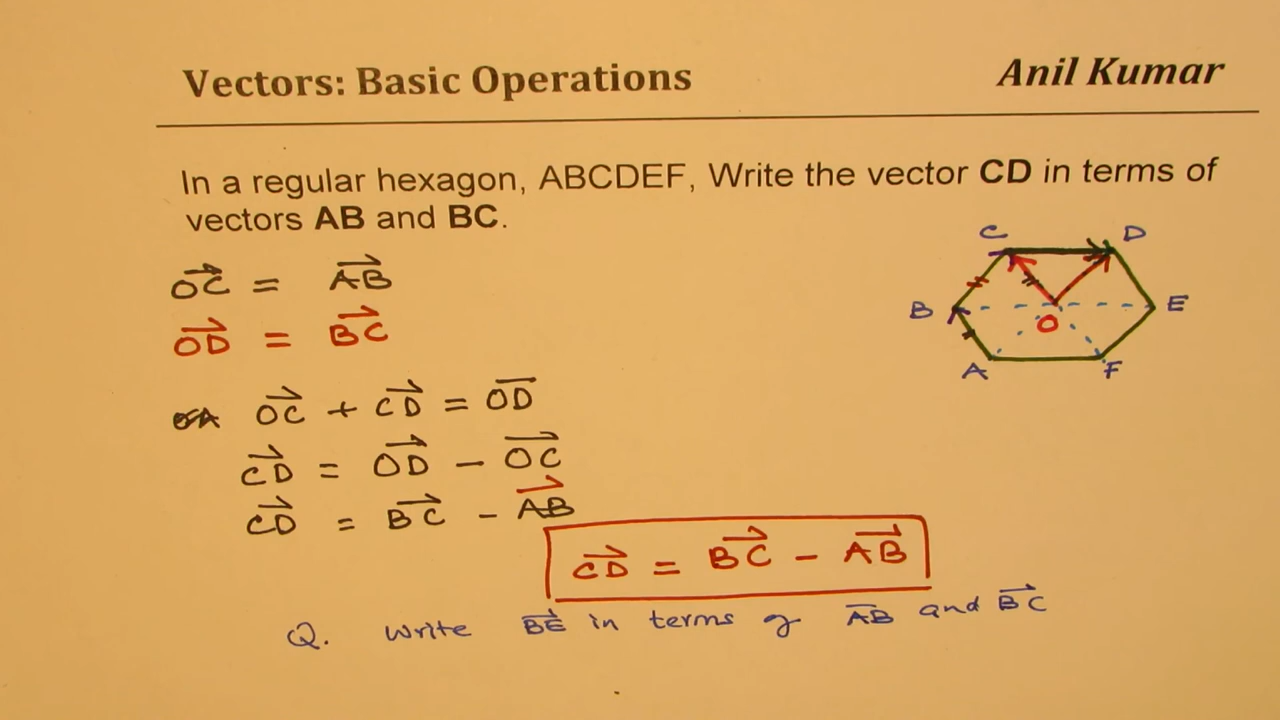 Vectors: Basic Operations
Anil Kumar
In a regular hexagon, ABCDEF, Write the vector CD in terms of
vectors AB and BC.
OC = AB
OD = BC
OC + CD = OD
CD = OD - OC
CD = BC - AB
CD = BC - AB
Q. Write BE in terms of AB and BC
C D
B E
O
A F